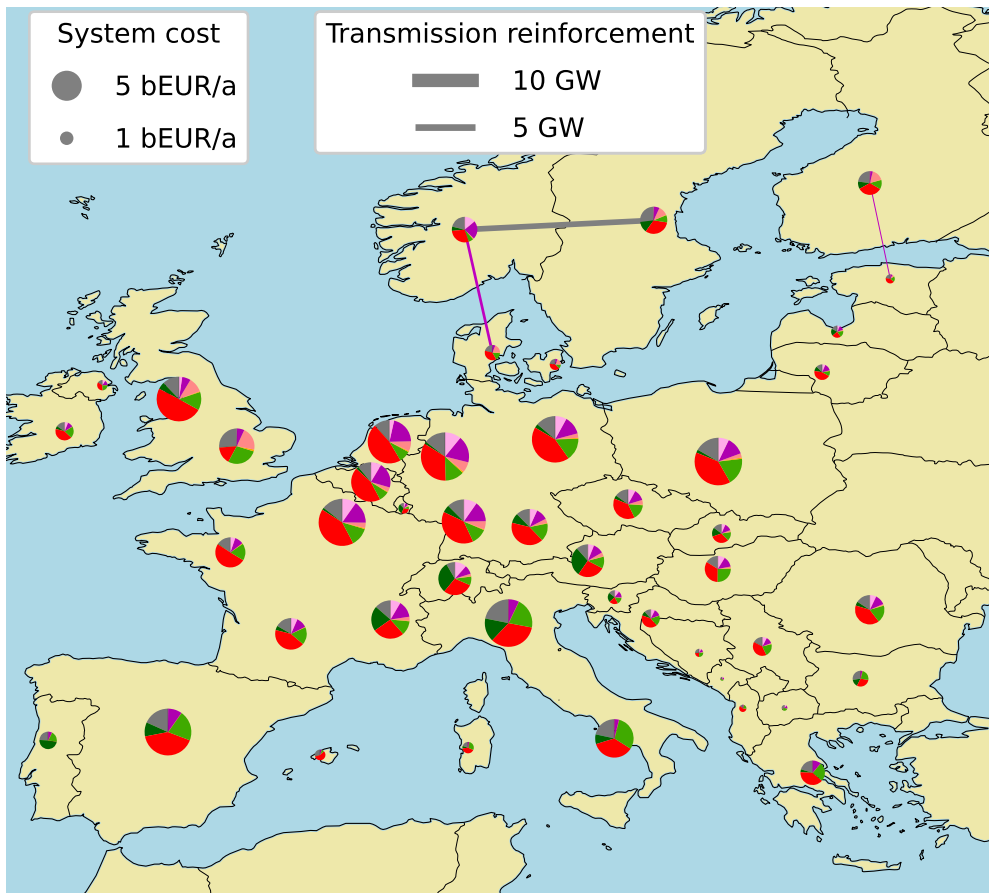 System cost
5 bEUR/a
1 bEUR/a
Transmission reinforcement
10 GW
5 GW